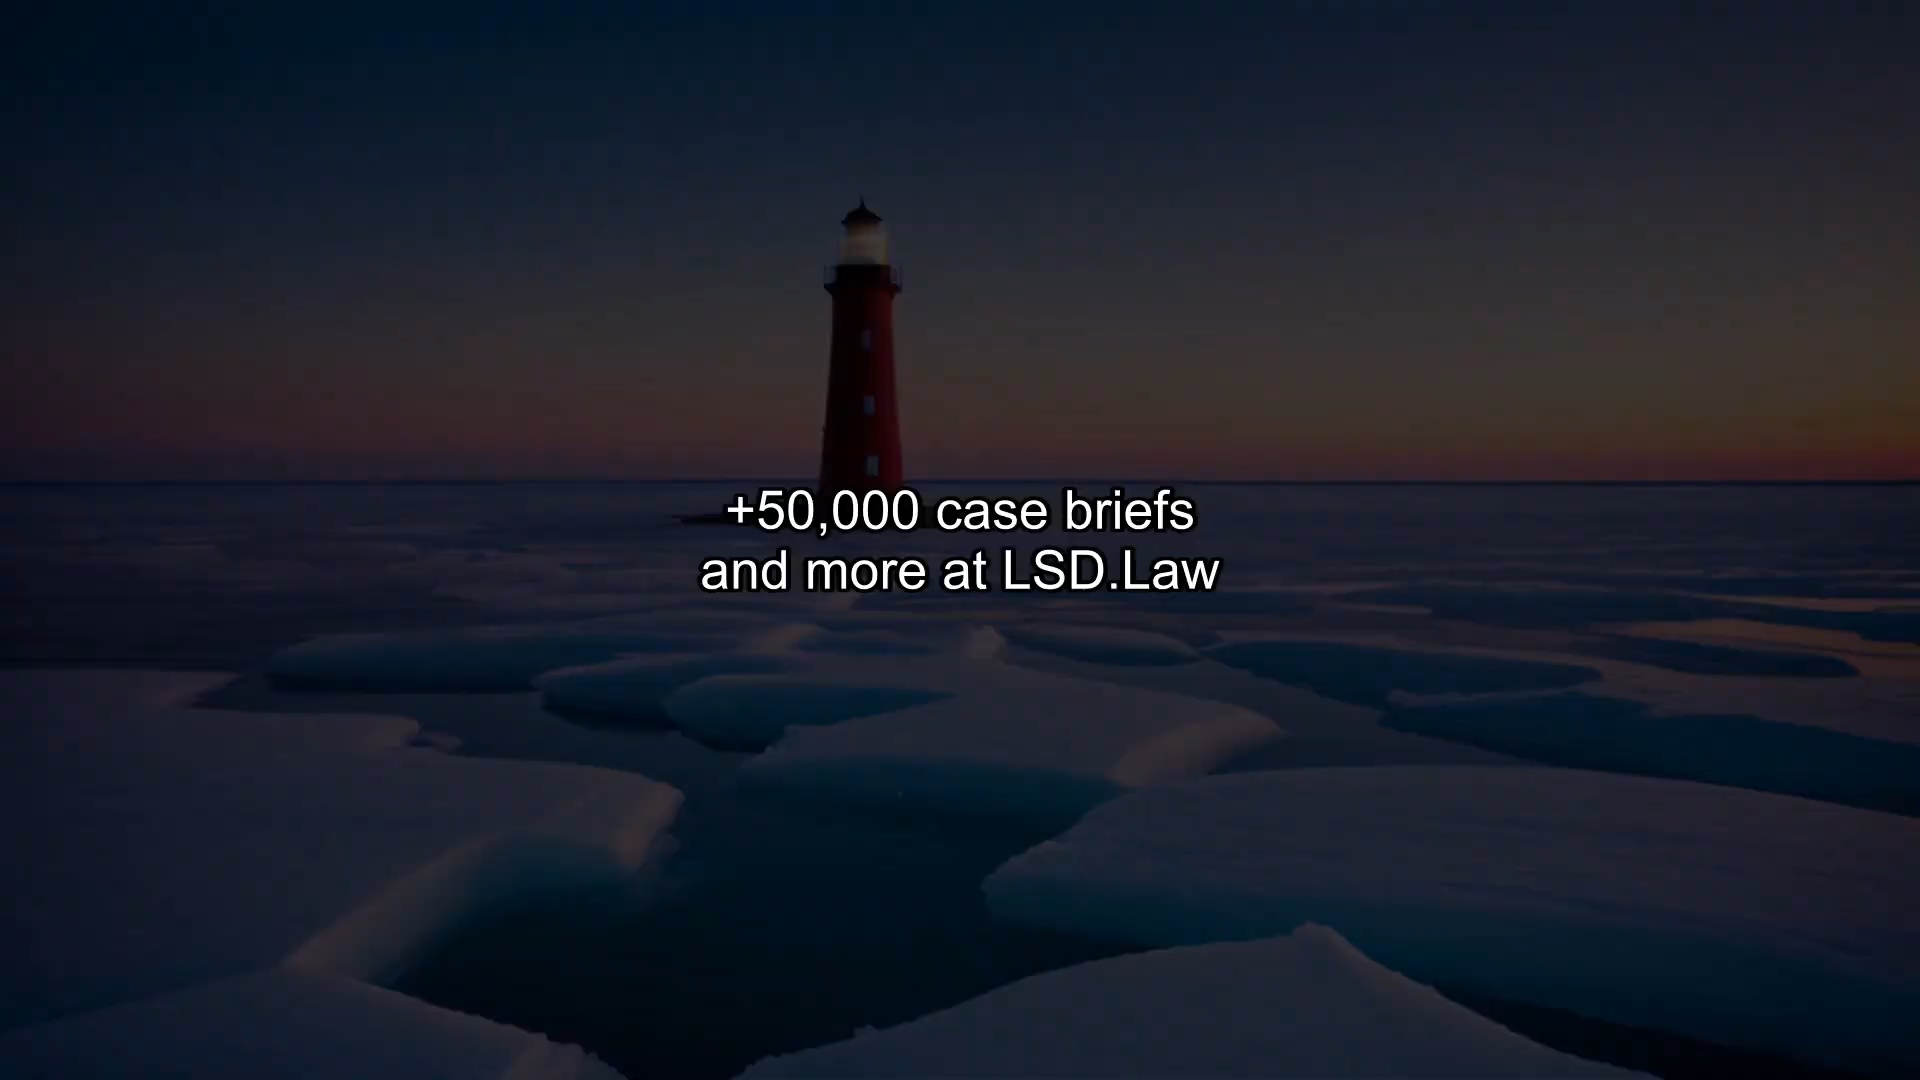 +50,000 case briefs
and more at LSD.Law